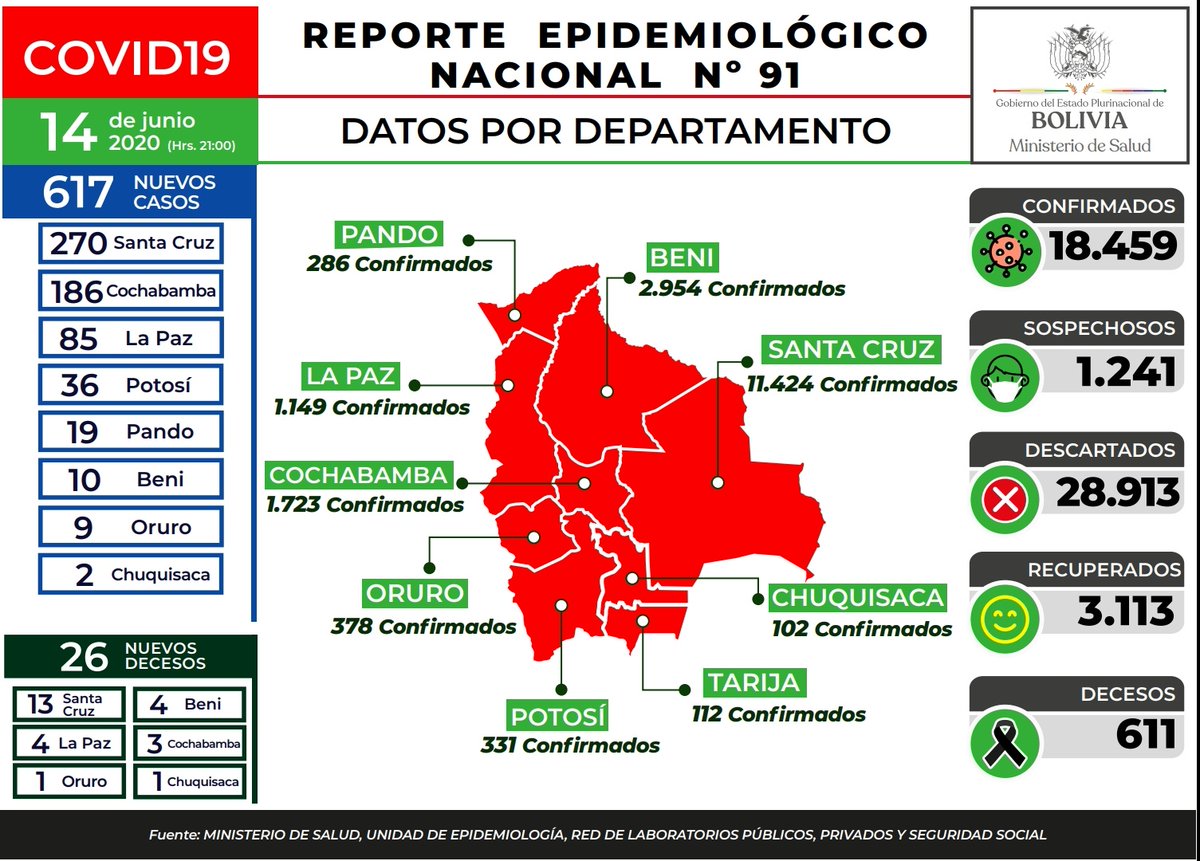 COVID19
14 de junio
2020 (Hrs. 21:00)
REPORTE EPIDEMIOLÓGICO
NACIONAL Nº 91
DATOS POR DEPARTAMENTO
Gobierno del Estado Plurinacional de
BOLIVIA
Ministerio de Salud
617 NUEVOS
CASOS
270 Santa Cruz
186 Cochabamba
85 La Paz
36 Potosí
19 Pando
10 Beni
9 Oruro
2 Chuquisaca
26 NUEVOS
DECESOS
13 Santa
Cruz
4 Beni
4 La Paz
3 Cochabamba
1 Oruro
1 Chuquisaca
PANDO
286 Confirmados
BENI
2.954 Confirmados
SANTA CRUZ
11.424 Confirmados
LA PAZ
1.149 Confirmados
COCHABAMBA
1.723 Confirmados
ORURO
378 Confirmados
CHUQUISACA
102 Confirmados
TARIJA
112 Confirmados
POTOSÍ
331 Confirmados
CONFIRMADOS
18.459
SOSPECHOSOS
1.241
DESCARTADOS
28.913
RECUPERADOS
3.113
DECESOS
611
Fuente: MINISTERIO DE SALUD, UNIDAD DE EPIDEMIOLOGÍA, RED DE LABORATORIOS PÚBLICOS, PRIVADOS Y SEGURIDAD SOCIAL